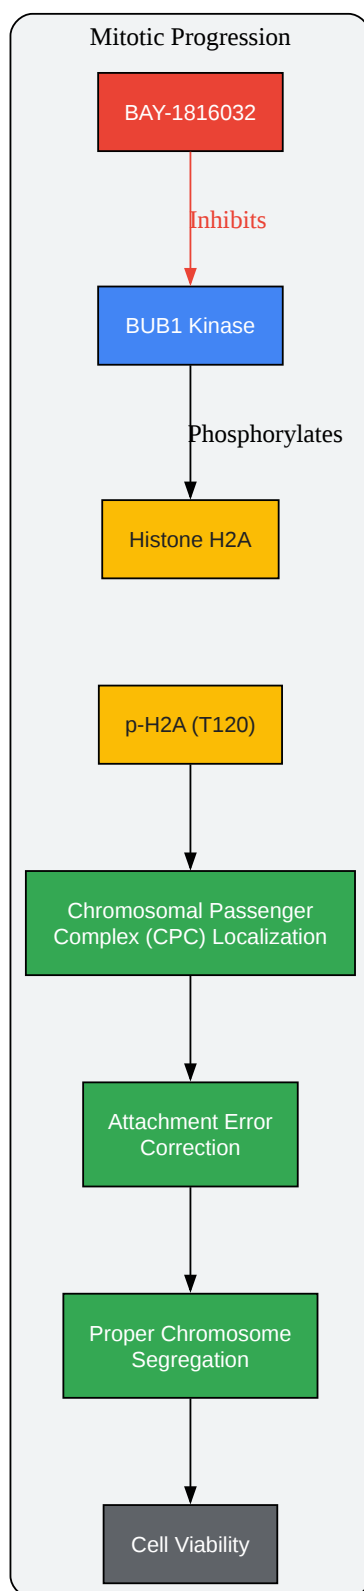 Mitotic Progression
BAY-1816032
Inhibits
BUB1 Kinase
Phosphorylates
Histone H2A
p-H2A (T120)
Chromosomal Passenger
Complex (CPC) Localization
Attachment Error
Correction
Proper Chromosome
Segregation
Cell Viability